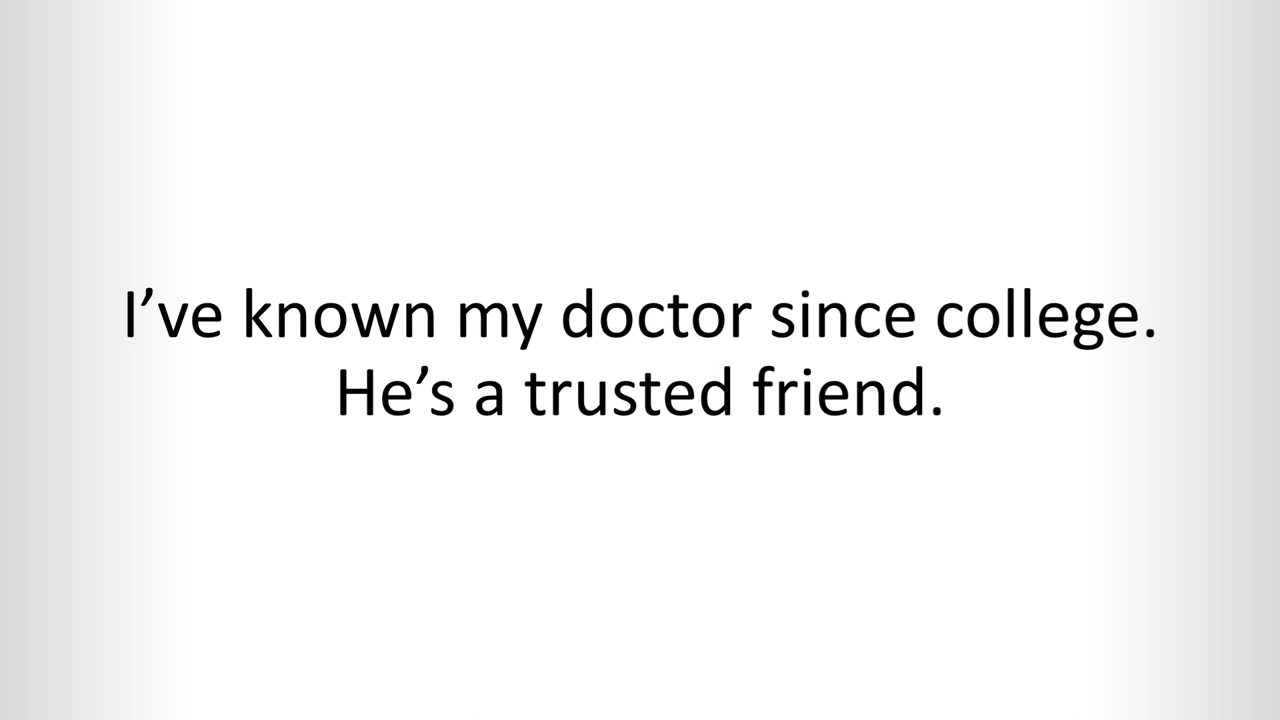 I’ve known my doctor since college.
He’s a trusted friend.